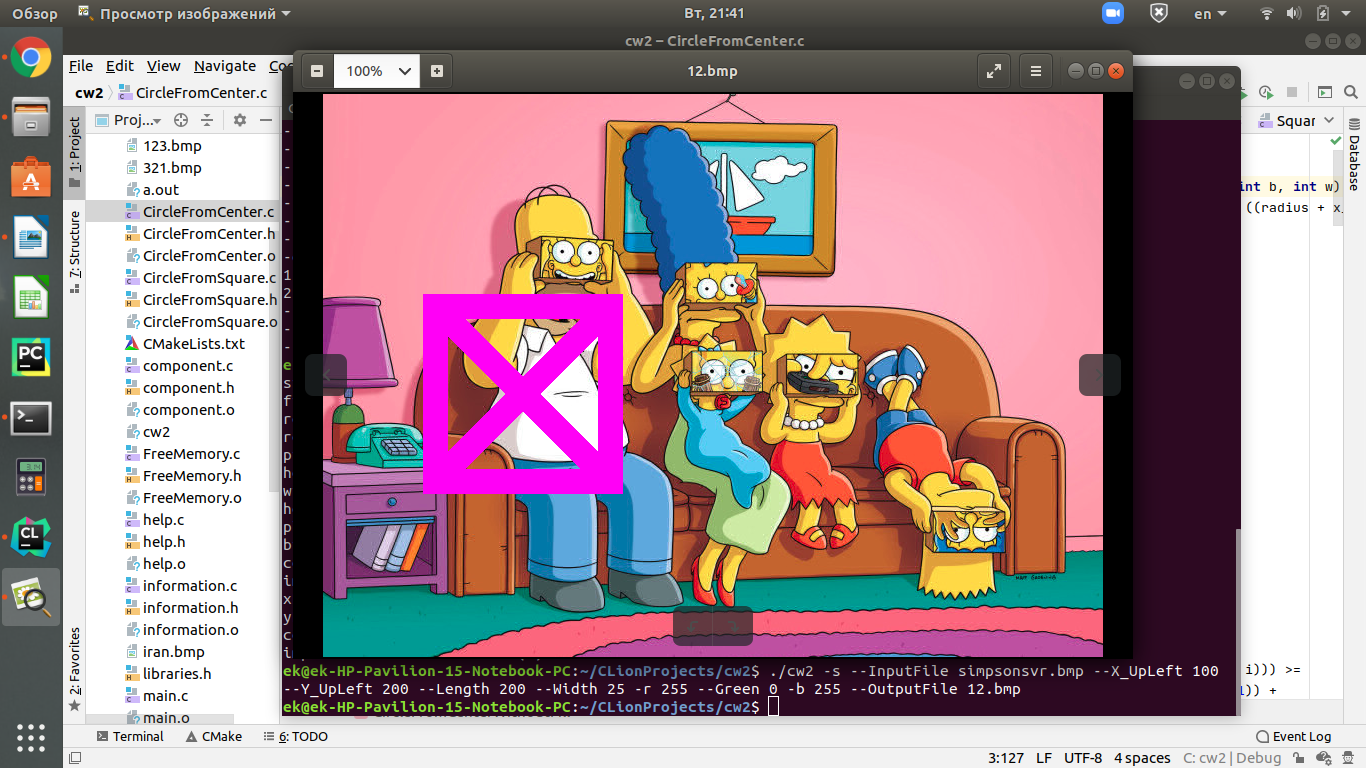 Обзор
Просмотр изображений
Вт, 21:41
en
cw2 – CircleFromCenter.c
File Edit View Navigate Co
100%
12.bmp
cw2
CircleFromCenter.c
Proj...
Squar
1: Project
7: Structure
2: Favorites
Database
123.bmp
321.bmp
a.out
CircleFromCenter.c
CircleFromCenter.h
CircleFromCenter.o
CircleFromSquare.c
CircleFromSquare.h
CircleFromSquare.o
CMakeLists.txt
component.c
component.h
component.o
cw2
FreeMemory.c
FreeMemory.h
FreeMemory.o
help.c
help.h
help.o
information.c
information.h
information.o
iran.bmp
libraries.h
main.c
main.o
int b, int w)
((radius + x
i))) >=
)) +
ek@ek-HP-Pavilion-15-Notebook-PC:~/CLionProjects/cw2$ ./cw2 -s --InputFile simpsonsvr.bmp --X_UpLeft 100
--Y_UpLeft 200 --Length 200 --Width 25 -r 255 --Green 0 -b 255 --OutputFile 12.bmp
ek@ek-HP-Pavilion-15-Notebook-PC:~/CLionProjects/cw2$
Terminal
CMake
6: TODO
Event Log
3:127 LF UTF-8 4 spaces C: cw2 | Debug